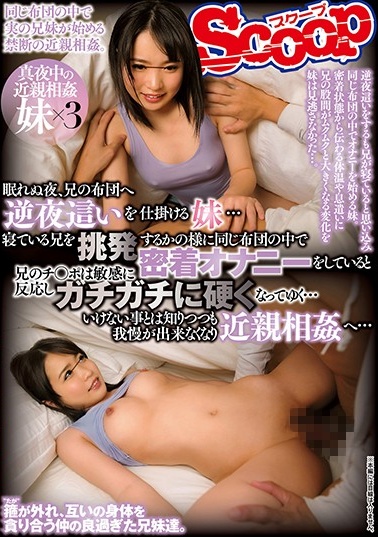 同じ布団の中で
実の兄妹が始める
禁断の近親相姦。
Scoop
スクープ
真夜中の
近親相姦
妹×3
逆夜這いをするも兄が寝ていると思い込み
同じ布団の中でオナニーを始める妹。
密着状態から伝わる体温や息遣いに
兄の股間がムクムクと大きくなる変化を
妹は見逃さなかった…。
眠れぬ夜、兄の布団へ
逆夜這いを仕掛ける妹…
寝ている兄を挑発するかの様に同じ布団の中で
密着オナニーをしていると
兄のチ○ポは敏感に
反応しガチガチに硬くなってゆく…
いけない事とは知りつつも
我慢が出来なくなり近親相姦へ…
"たが"
箍が外れ、互いの身体を
貪り合う仲の良過ぎた兄妹達。